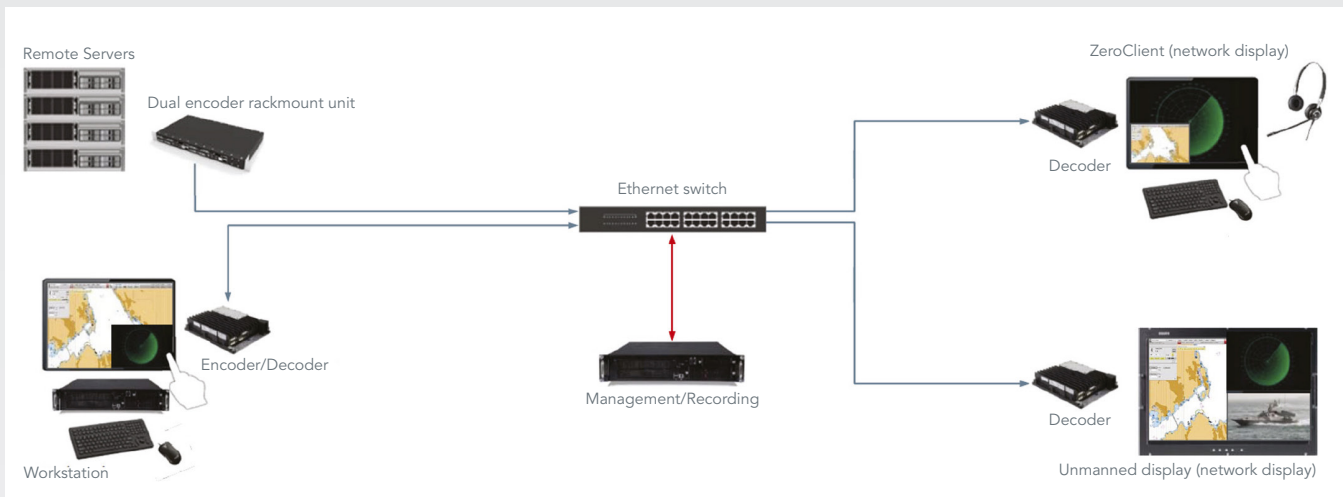 Remote Servers
Dual encoder rackmount unit
ZeroClient (network display)
Decoder
Ethernet switch
Encoder/Decoder
Management/Recording
Workstation
Decoder
Unmanned display (network display)